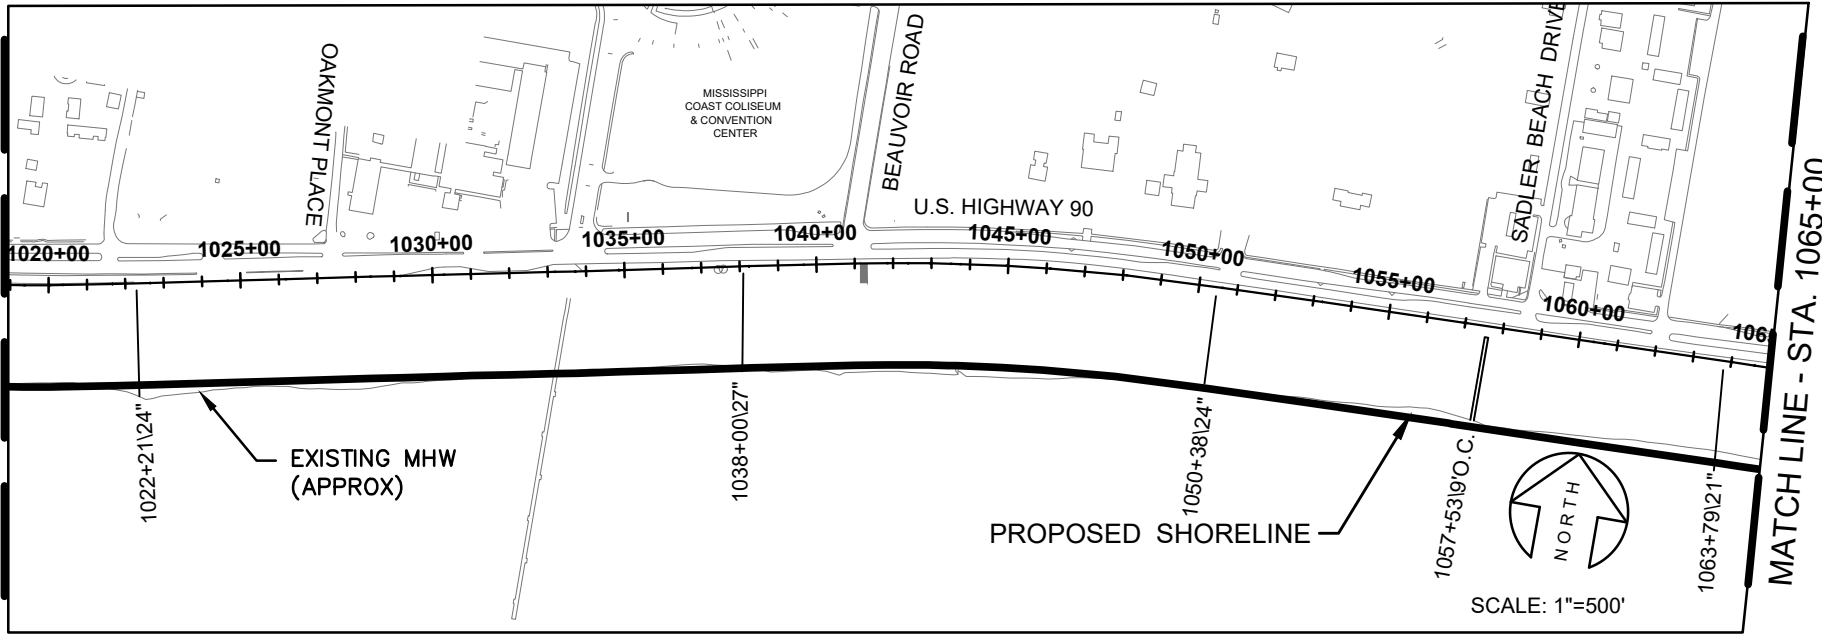 OAKMONT PLACE
MISSISSIPPI
COAST COLISEUM
& CONVENTION
CENTER
BEAUVOIR ROAD
SADLER BEACH DRIVE
U.S. HIGHWAY 90
1020+00
1025+00
1030+00
1035+00
1040+00
1045+00
1050+00
1055+00
1060+00
106
EXISTING MHW
(APPROX)
1022+21\24"
1038+00\27"
1050+38\24"
1057+53\9'O.C.
1063+79\21"
PROPOSED SHORELINE
NORTH
SCALE: 1"=500'
MATCH LINE - STA. 1065+00